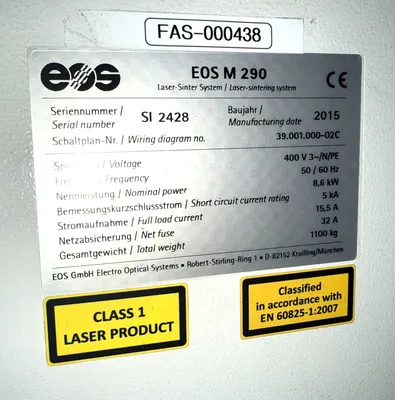 FAS-000438
eos
EOS M 290
Laser-Sinter System / Laser-sintering system
CE
Seriennummer / Serial number SI 2428 Baujahr / Manufacturing date 2015
Schaltplan-Nr. / Wiring diagram no. 39.001.000-02C
/ Voltage 400 V 3~/N/PE
Frequency 50 / 60 Hz
Nennleistung / Nominal power 8,6 kW
Bemessungskurzschlussstrom / Short circuit current rating 5 kA
Stromaufnahme / Full load current 15,5 A
Netzabsicherung / Net fuse 32 A
Gesamtgewicht / Total weight 1100 kg
EOS GmbH Electro Optical Systems • Robert-Stirling-Ring 1 • D-82152 Krailling/München
CLASS 1
LASER PRODUCT
Classified
in accordance with
EN 60825-1:2007